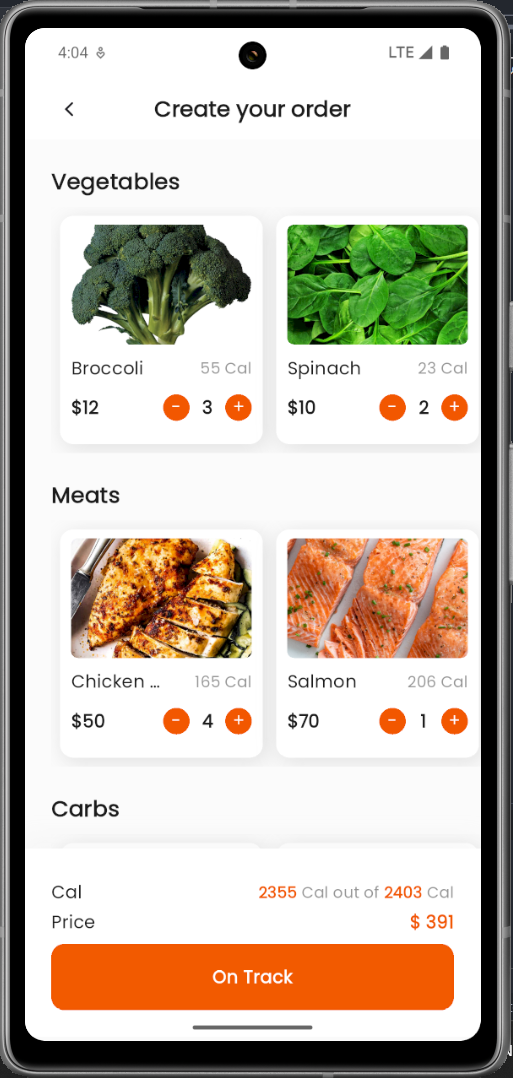 4:04 LTE
Create your order
Vegetables
Broccoli 55 Cal
$12 - 3 +
Spinach 23 Cal
$10 - 2 +
Meats
Chicken ... 165 Cal
$50 - 4 +
Salmon 206 Cal
$70 - 1 +
Carbs
Cal 2355 Cal out of 2403 Cal
Price $ 391
On Track